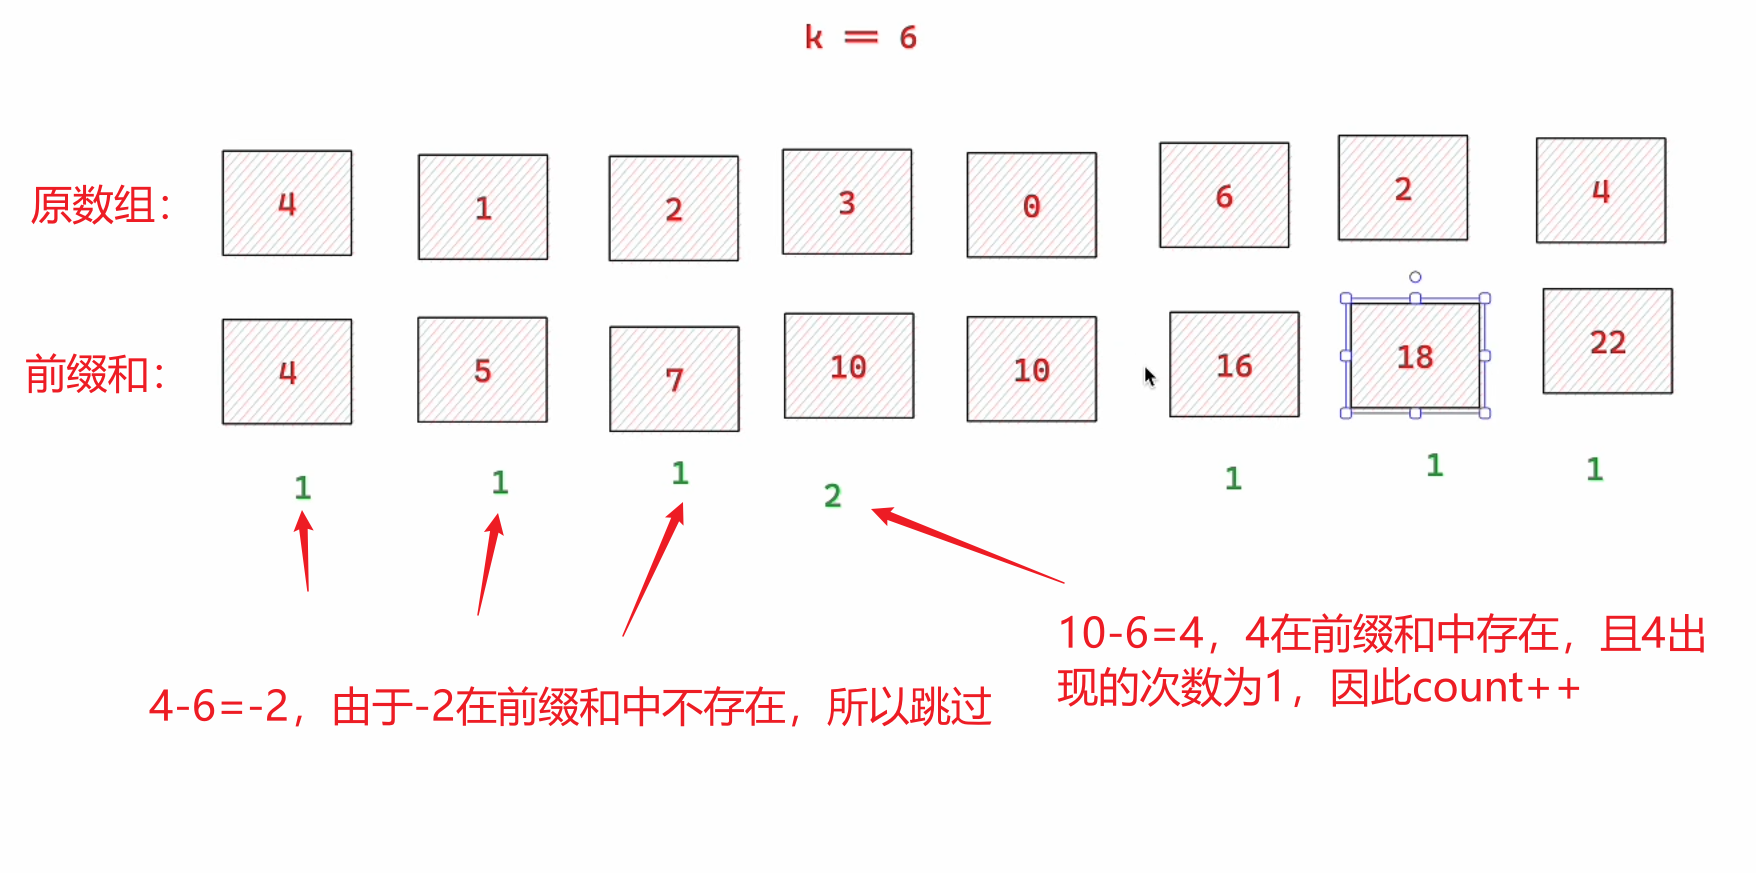 k == 6
原数组： 4 1 2 3 0 6 2 4
前缀和： 4 5 7 10 10 16 18 22
1 1 1 2 1 1 1
10-6=4，4在前缀和中存在，且4出
现的次数为1，因此count++
4-6=-2，由于-2在前缀和中不存在，所以跳过